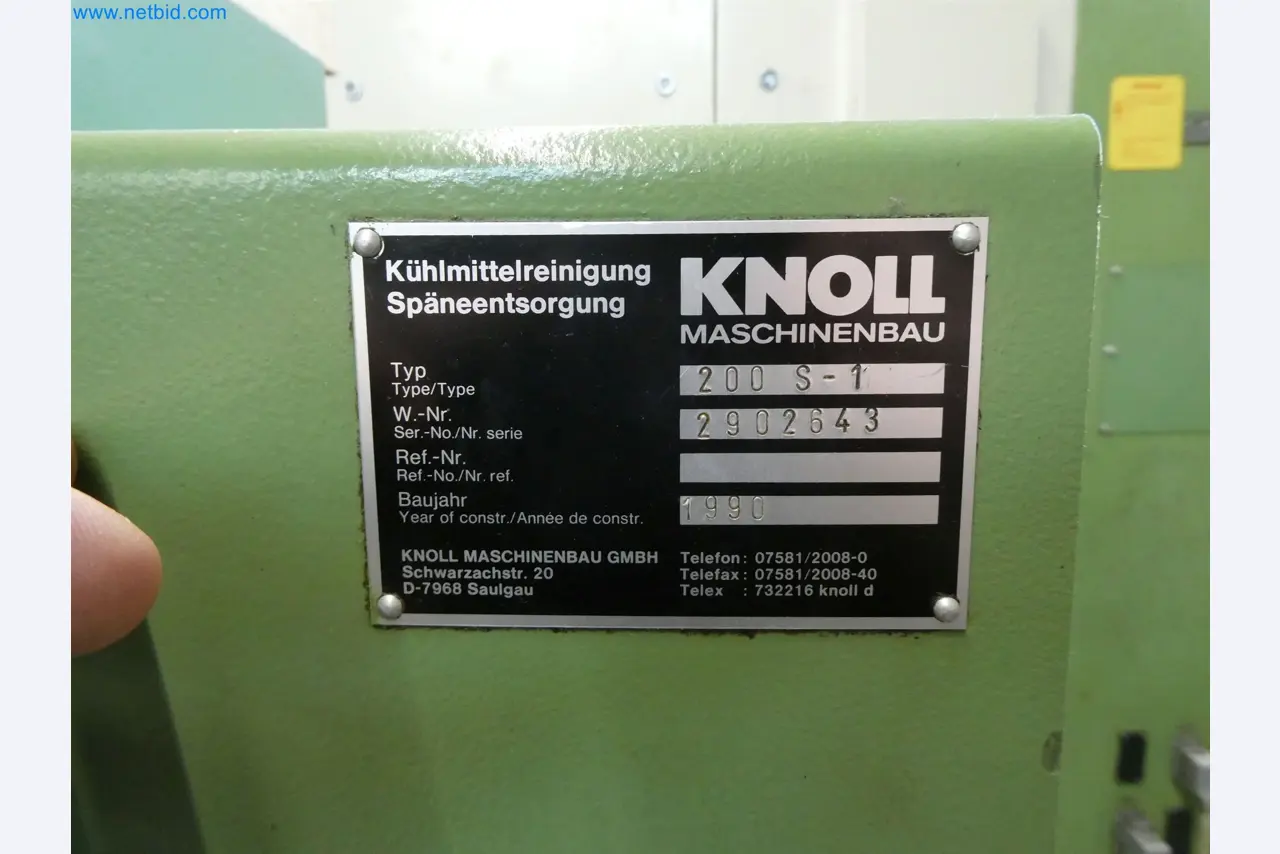 www.netbid.com
Kühlmittelreinigung
Späneentsorgung
KNOLL
MASCHINENBAU
Typ
Type/Type
200 S-1
W.-Nr.
Ser.-No./Nr. serie
2902643
Ref.-Nr.
Ref.-No./Nr. ref.
Baujahr
Year of constr./Année de constr.
1990
KNOLL MASCHINENBAU GMBH
Schwarzachstr. 20
D-7968 Saulgau
Telefon: 07581/2008-0
Telefax: 07581/2008-40
Telex : 732216 knoll d